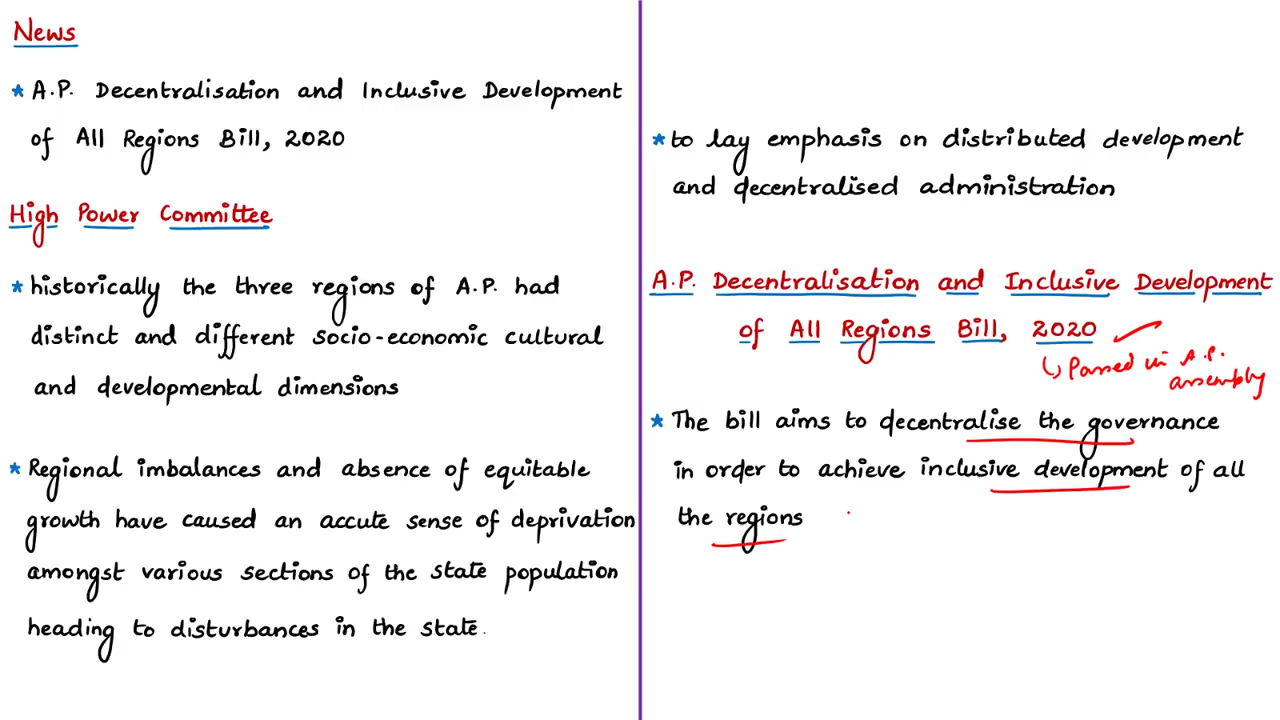 News
* A.P. Decentralisation and Inclusive Development
of All Regions Bill, 2020
High Power Committee
* historically the three regions of A.P. had
distinct and different socio-economic cultural
and developmental dimensions
* Regional imbalances and absence of equitable
growth have caused an accute sense of deprivation
amongst various sections of the state population
heading to disturbances in the state.
* to lay emphasis on distributed development
and decentralised administration
A.P. Decentralisation and Inclusive Development
of All Regions Bill, 2020
Passed in A.P.
assembly
* The bill aims to decentralise the governance
in order to achieve inclusive development of all
the regions